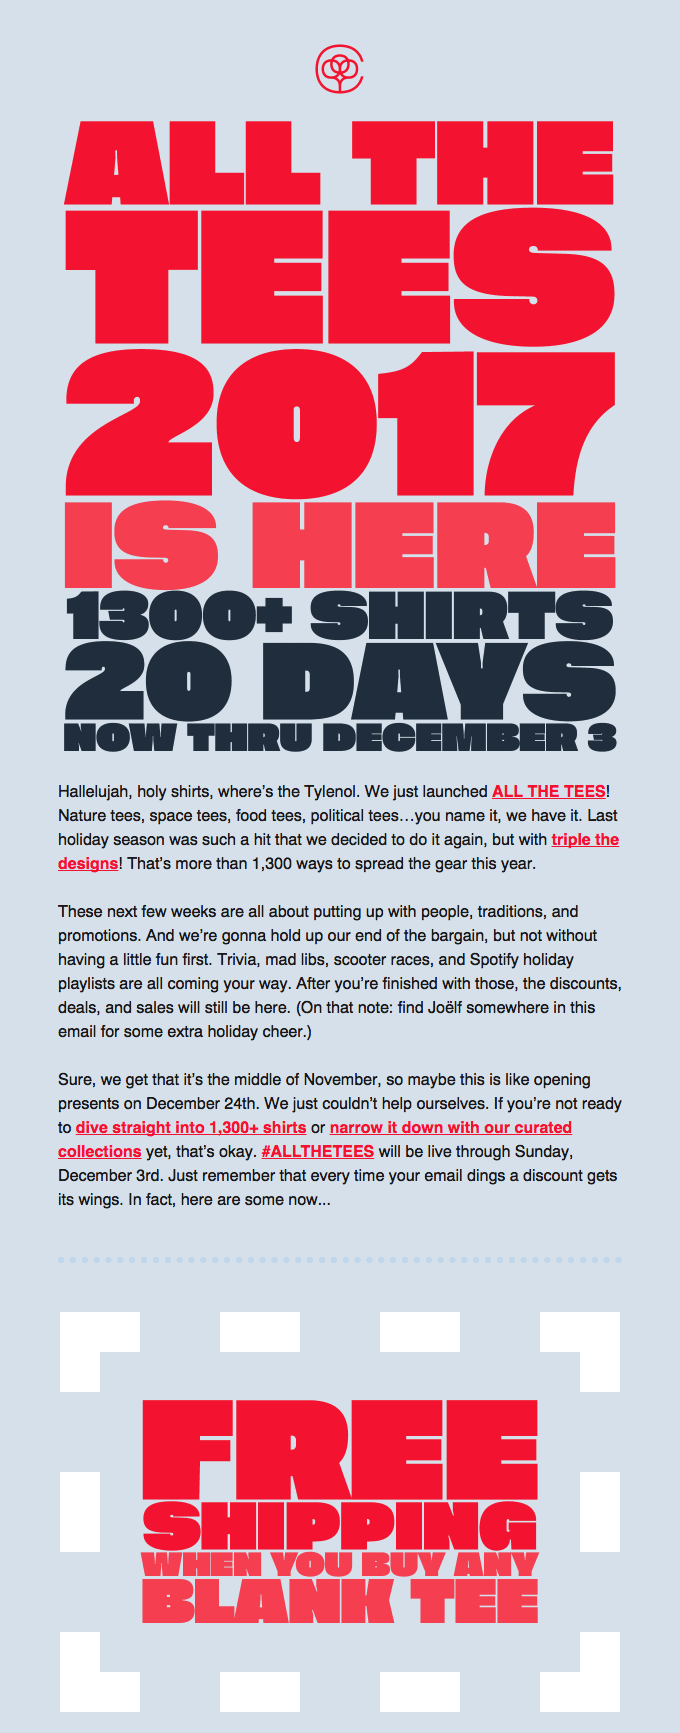 ALL THE
TEES
2017
IS HERE
1300+ SHIRTS
20 DAYS
NOW THRU DECEMBER 3
Hallelujah, holy shirts, where's the Tylenol. We just launched ALL THE TEES!
Nature tees, space tees, food tees, political tees…you name it, we have it. Last
holiday season was such a hit that we decided to do it again, but with triple the
designs! That's more than 1,300 ways to spread the gear this year.
These next few weeks are all about putting up with people, traditions, and
promotions. And we're gonna hold up our end of the bargain, but not without
having a little fun first. Trivia, mad libs, scooter races, and Spotify holiday
playlists are all coming your way. After you're finished with those, the discounts,
deals, and sales will still be here. (On that note: find Joëlf somewhere in this
email for some extra holiday cheer.)
Sure, we get that it's the middle of November, so maybe this is like opening
presents on December 24th. We just couldn't help ourselves. If you're not ready
to dive straight into 1,300+ shirts or narrow it down with our curated
collections yet, that's okay. #ALLTHETEES will be live through Sunday,
December 3rd. Just remember that every time your email dings a discount gets
its wings. In fact, here are some now...
FREE
SHIPPING
WHEN YOU BUY ANY
BLANK TEE